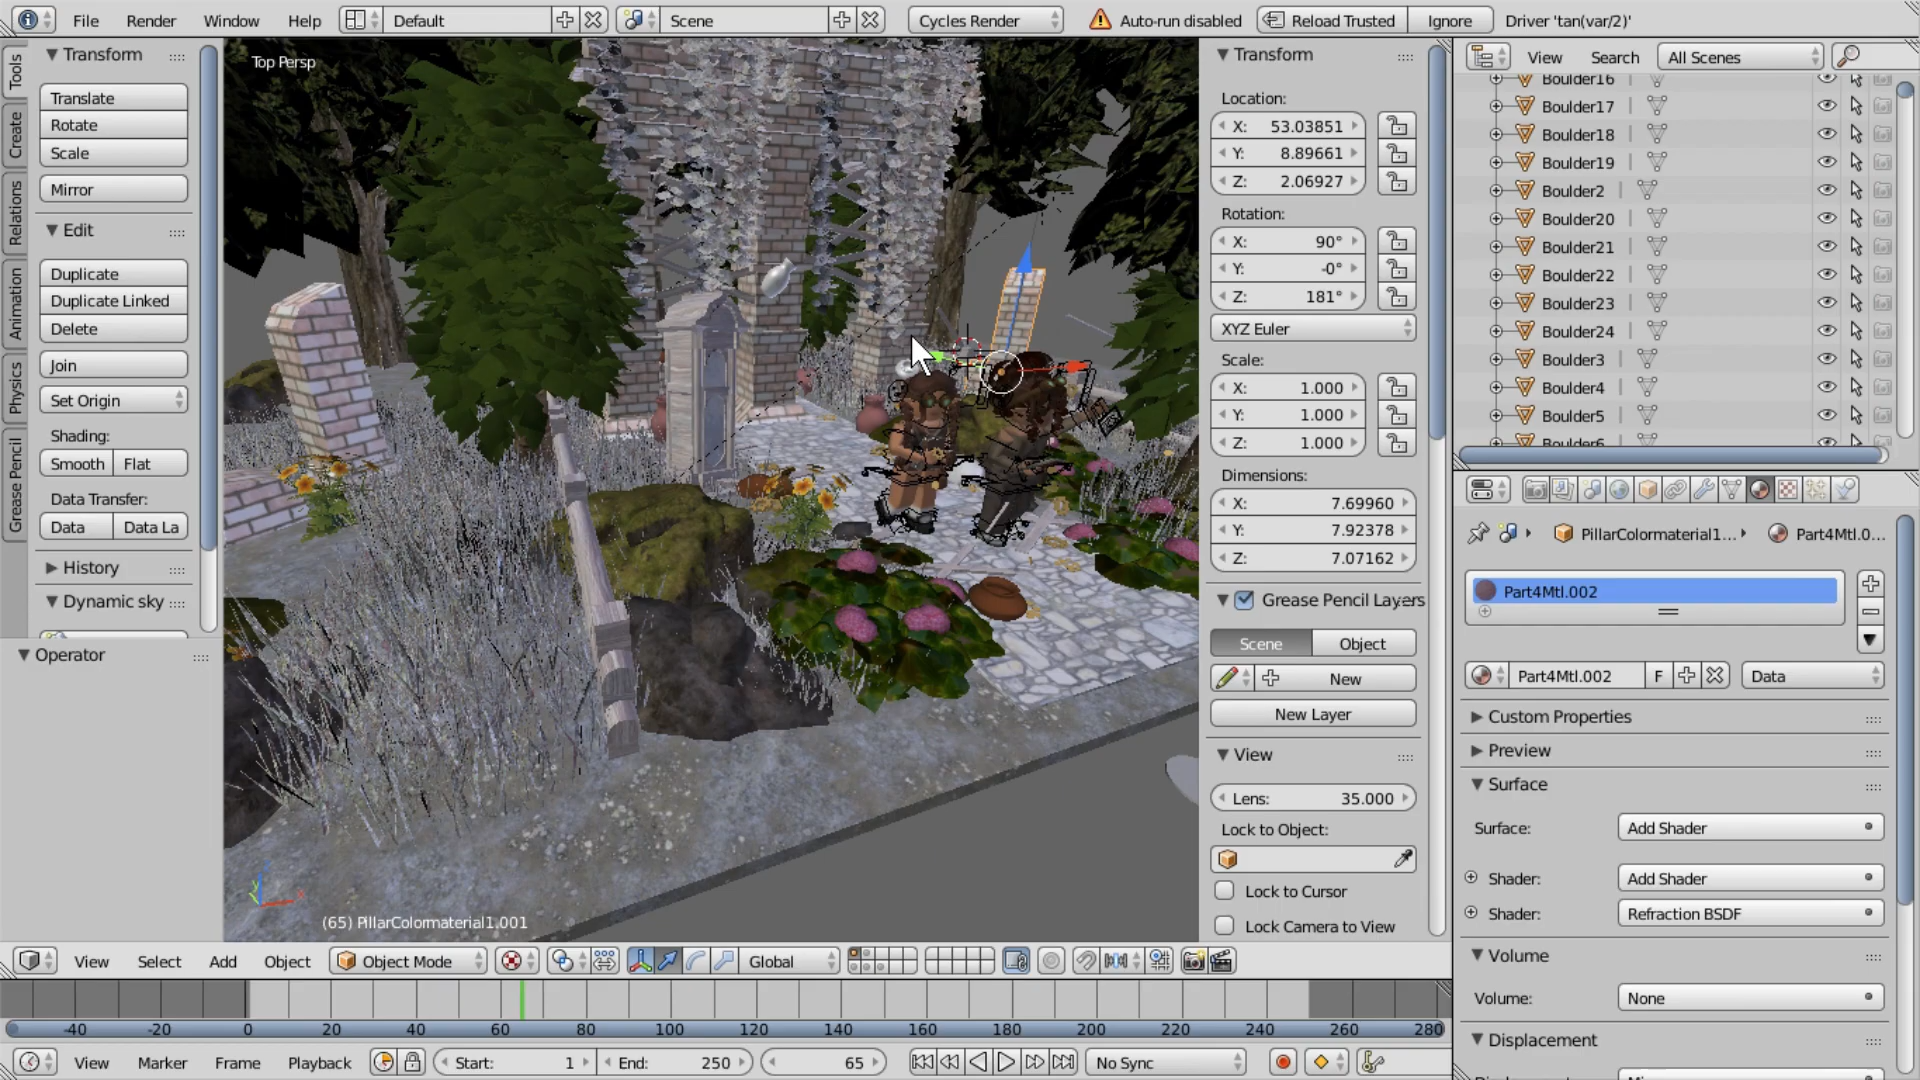 File Render Window Help Default Scene Cycles Render Auto-run disabled Reload Trusted Ignore Driver 'tan(var/2)'
Tools
Create
Relations
Animation
Physics
Grease Pencil
Transform
Translate
Rotate
Scale
Mirror
Edit
Duplicate
Duplicate Linked
Delete
Join
Set Origin
Shading:
Smooth Flat
Data Transfer:
Data Data La
History
Dynamic sky
Operator
Top Persp
(65) PillarColormaterial1.001
Transform
Location:
X: 53.03851
Y: 8.89661
Z: 2.06927
Rotation:
X: 90°
Y: -0°
Z: 181°
XYZ Euler
Scale:
X: 1.000
Y: 1.000
Z: 1.000
Dimensions:
X: 7.69960
Y: 7.92378
Z: 7.07162
Grease Pencil Layers
Scene Object
New
New Layer
View
Lens: 35.000
Lock to Object:
Lock to Cursor
Lock Camera to View
View Search All Scenes
Boulder16
Boulder17
Boulder18
Boulder19
Boulder2
Boulder20
Boulder21
Boulder22
Boulder23
Boulder24
Boulder3
Boulder4
Boulder5
Boulder6
PillarColormaterial1... Part4Mtl.0...
Part4Mtl.002
Part4Mtl.002 F Data
Custom Properties
Preview
Surface
Surface: Add Shader
Shader: Add Shader
Shader: Refraction BSDF
Volume
Volume: None
Displacement
View Select Add Object Object Mode Global
-40 -20 0 20 40 60 80 100 120 140 160 180 200 220 240 260 280
View Marker Frame Playback Start: 1 End: 250 65 No Sync